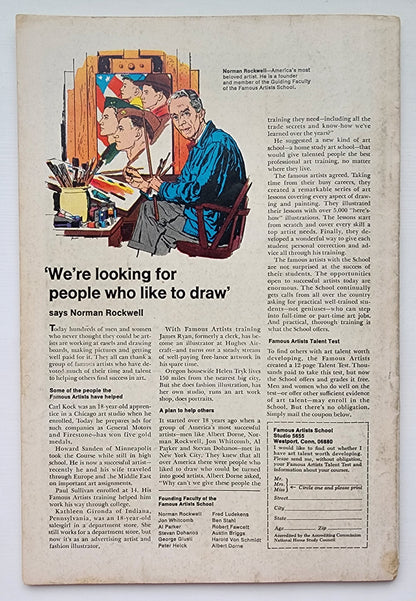 Norman Rockwell—America's most
beloved artist. He is a founder
and member of the Guiding Faculty
of the Famous Artists School.
'We're looking for
people who like to draw'
says Norman Rockwell
Today hundreds of men and women
who never thought they could be art-
ists are working at easels and drawing
boards, making pictures and getting
well paid for it. They all can thank a
group of famous artists who have de-
voted much of their time and talent
to helping others find success in art.
Some of the people the
Famous Artists have helped
Carl Kock was an 18-year-old appren-
tice in a Chicago art studio when he
enrolled. Today he prepares ads for
such companies as General Motors
and Firestone—has won five gold
medals.
Howard Sanden of Minneapolis
took the Course while still in high
school. He is now a successful artist—
recently he and his wife traveled
through Europe and the Middle East
on important art assignments.
Paul Sullivan enrolled at 14. His
Famous Artists training helped him
work his way through college.
Kathleen Gironda of Indiana,
Pennsylvania, was an 18-year-old
salesgirl in a department store. She
still works for a department store, but
now it's as an advertising artist and
fashion illustrator.
With Famous Artists training
James Ryan, formerly a clerk, has be-
come an illustrator at Hughes Air-
craft—and turns out a steady stream
of well-paying free-lance artwork in
his spare time.
Oregon housewife Helen Tryk lives
150 miles from the nearest big city.
But she does fashion illustration, has
her own studio, runs an art work
shop, does portraits.
A plan to help others
It started over 18 years ago when a
group of America's most successful
artists—men like Albert Dorne, Nor-
man Rockwell, Jon Whitcomb, Al
Parker and Stevan Dohanos—met in
New York City. They knew that all
over America there were people who
liked to draw who could be turned
into good artists. Albert Dorne asked,
"Why can't we give these people the
Founding Faculty of the
Famous Artists School
Norman Rockwell
Jon Whitcomb
Al Parker
Stevan Dohanos
George Giusti
Peter Helck
Fred Ludekens
Ben Stahl
Robert Fawcett
Austin Briggs
Harold Von Schmidt
Albert Dorne
training they need—including all the
trade secrets and know-how we've
learned over the years?"
He suggested a new kind of art
school—a home study art school—that
would give talented people the best
professional art training, no matter
where they live.
The famous artists agreed. Taking
time from their busy careers, they
created a remarkable series of art
lessons covering every aspect of draw-
ing and painting. They illustrated
their lessons with over 5,000 "here's-
how" illustrations. The lessons start
from scratch and cover every skill a
top artist needs. Finally, they de-
veloped a wonderful way to give each
student personal correction and ad-
vice all through his training.
The famous artists with the School
are not surprised at the success of
their students. The opportunities
open to successful artists today are
enormous. The School continually
gets calls from all over the country
asking for practical well-trained stu-
dents—not geniuses—who can step
into full-time or part-time art jobs.
And practical, thorough training is
what the School offers.
Famous Artists Talent Test
To find others with art talent worth
developing, the Famous Artists
created a 12-page Talent Test. Thou-
sands paid to take this test, but now
the School offers and grades it free.
Men and women who do well on the
test—or offer other sufficient evidence
of art talent—may enroll in the
School. But there's no obligation.
Simply mail the coupon below.
Famous Artists School
Studio 5655
Westport, Conn. 06880
I would like to find out whether I
have art talent worth developing.
Please send me, without obligation,
your Famous Artists Talent Test and
information about your courses.
Mr.
Mrs.
Miss
Circle one and please print
Street
City
State
Age Zip
Accredited by the Accrediting Commission
National Home Study Council